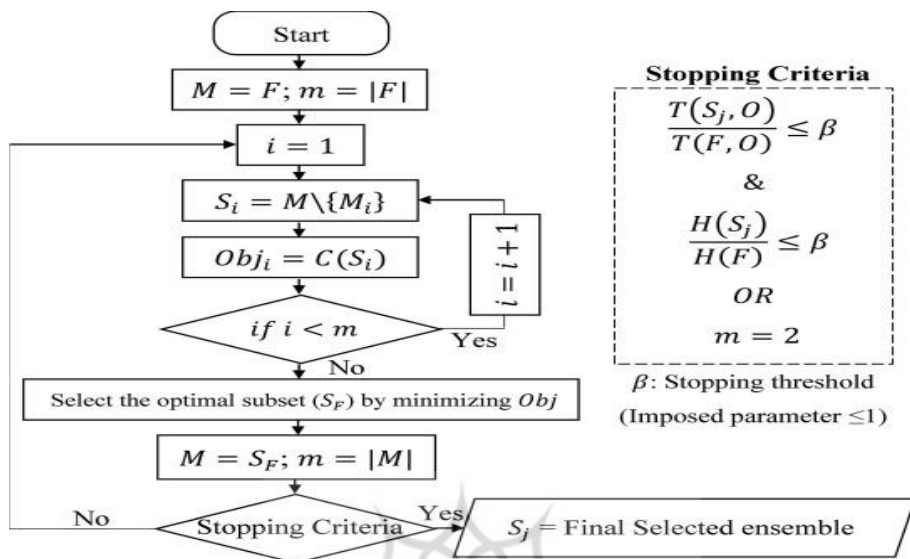 Start
M = F; m = |F|
i = 1
S_i = M\{M_i}
Obj_i = C(S_i)
i = i + 1
if i < m
Yes
No
Select the optimal subset (S_F) by minimizing Obj
M = S_F; m = |M|
Stopping Criteria
No
Yes
S_j = Final Selected ensemble
Stopping Criteria
T(S_j, O)
T(F, O)
≤ β
&
H(S_j)
H(F)
≤ β
OR
m = 2
β: Stopping threshold
(Imposed parameter ≤1)